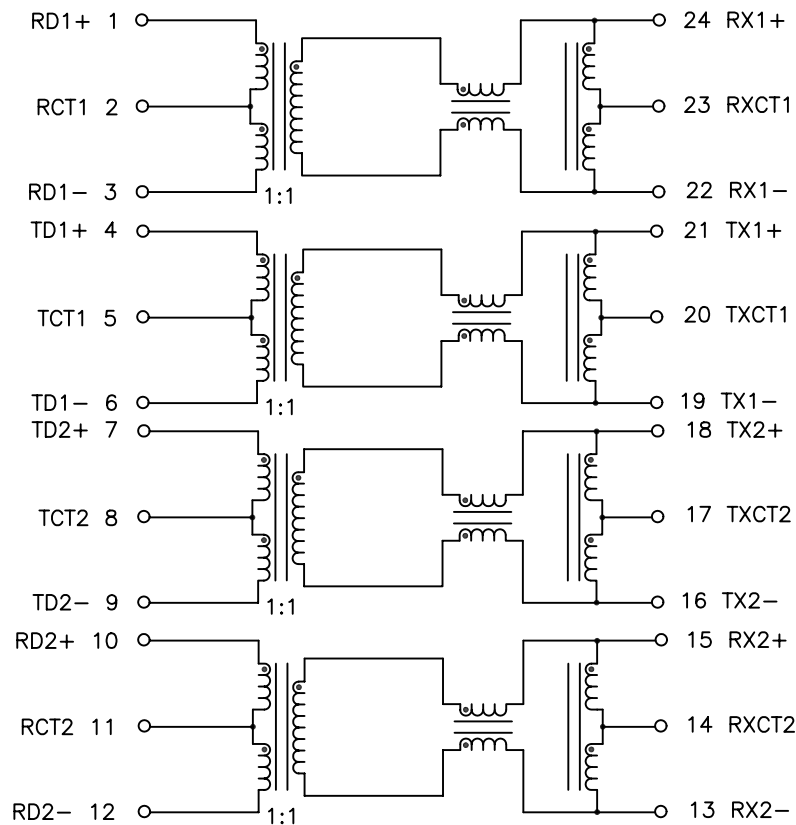 RD1+ 1
24 RX1+
RCT1 2
23 RXCT1
RD1- 3
1:1
22 RX1-
TD1+ 4
21 TX1+
TCT1 5
20 TXCT1
TD1- 6
1:1
19 TX1-
TD2+ 7
18 TX2+
TCT2 8
17 TXCT2
TD2- 9
1:1
16 TX2-
RD2+ 10
15 RX2+
RCT2 11
14 RXCT2
RD2- 12
1:1
13 RX2-